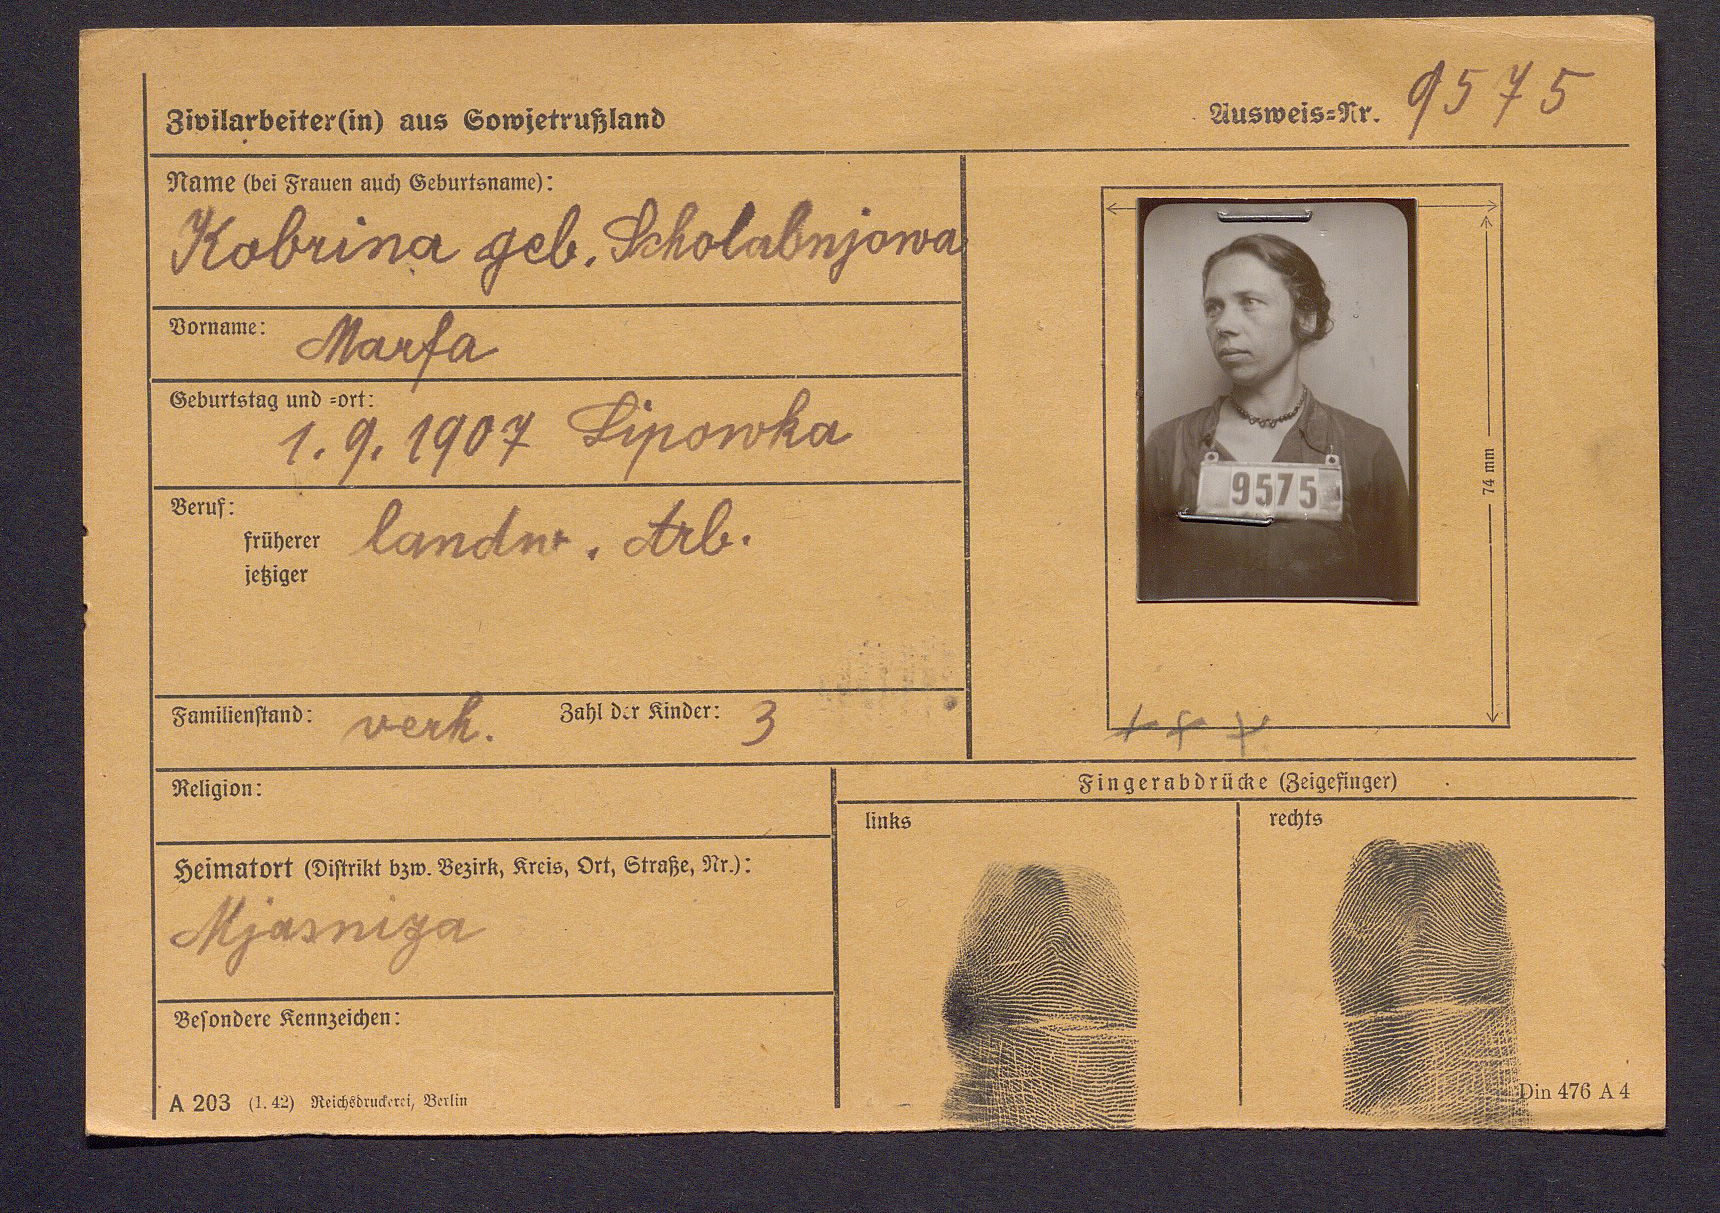 Zivilarbeiter(in) aus Sowjetrußland
Ausweis=Nr. 9575
Name (bei Frauen auch Geburtsname):
Kobrina geb. Scholabnjowa
Vorname: Marfa
Geburtstag und =ort:
1. 9. 1907 Lipowka
Beruf:
früherer landw. Arb.
jetziger
Familienstand: verh. Zahl der Kinder: 3
Religion:
Heimatort (Distrikt bzw. Bezirk, Kreis, Ort, Straße, Nr.):
Mjasniza
Besondere Kennzeichen:
A 203 (1. 42) Reichsdruckerei, Berlin
9575
74 mm
+ + +
Fingerabdrücke (Zeigefinger)
links
rechts
Din 476 A 4